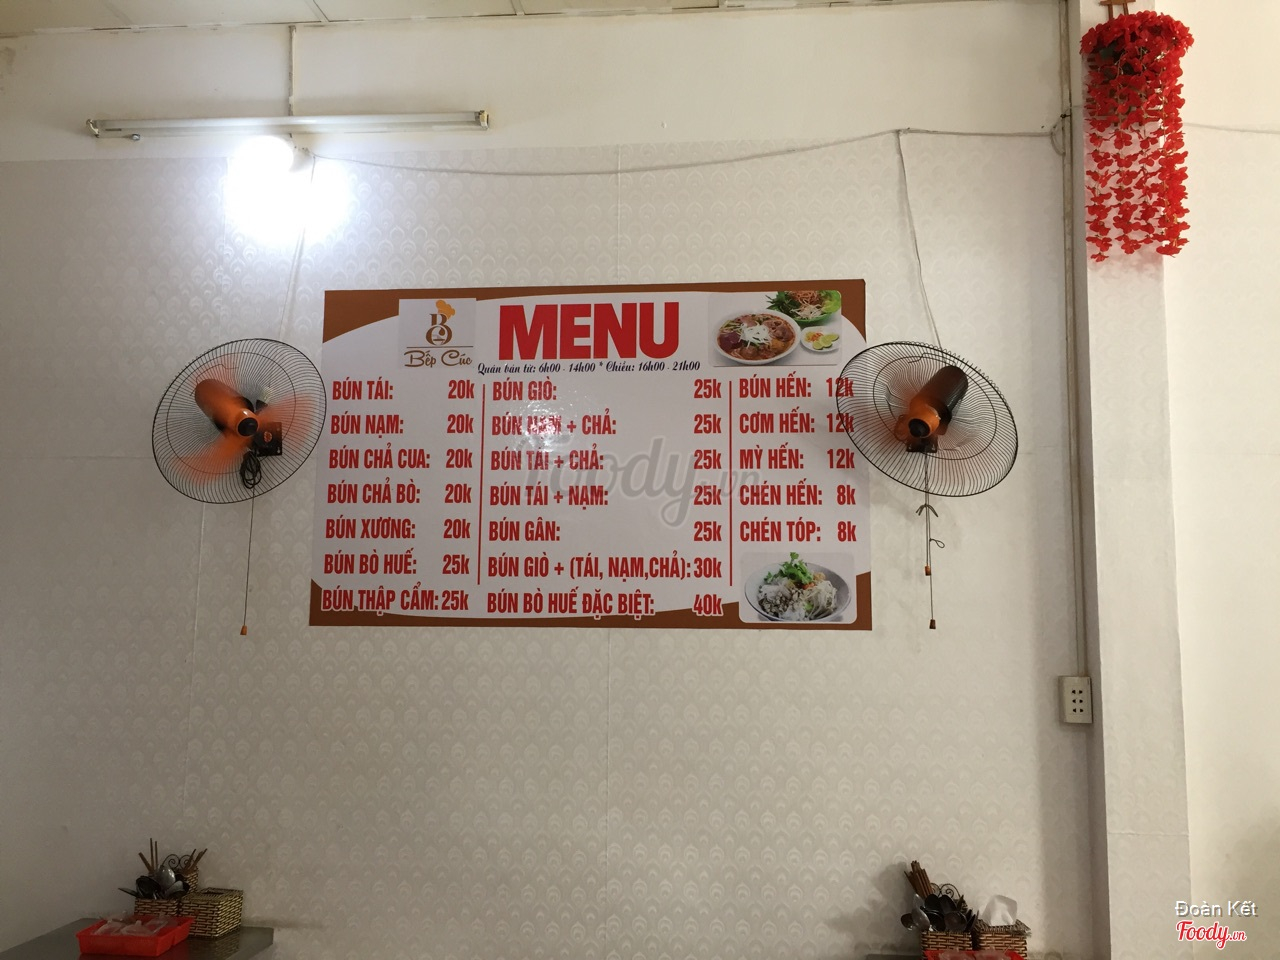 Bếp Cúc
MENU
Quán bán từ: 6h00 - 14h00 * Chiều: 16h00 - 21h00
BÚN TÁI: 20k
BÚN NẠM: 20k
BÚN CHẢ CUA: 20k
BÚN CHẢ BÒ: 20k
BÚN XƯƠNG: 20k
BÚN BÒ HUẾ: 25k
BÚN THẬP CẨM: 25k
BÚN GIÒ: 25k
BÚN NẠM + CHẢ: 25k
BÚN TÁI + CHẢ: 25k
BÚN TÁI + NẠM: 25k
BÚN GÂN: 25k
BÚN GIÒ + (TÁI, NẠM,CHẢ): 30k
BÚN BÒ HUẾ ĐẶC BIỆT: 40k
BÚN HẾN: 12k
CƠM HẾN: 12k
MỲ HẾN: 12k
CHÉN HẾN: 8k
CHÉN TÓP: 8k
Foody.vn
Đoàn Kết
Foody.vn